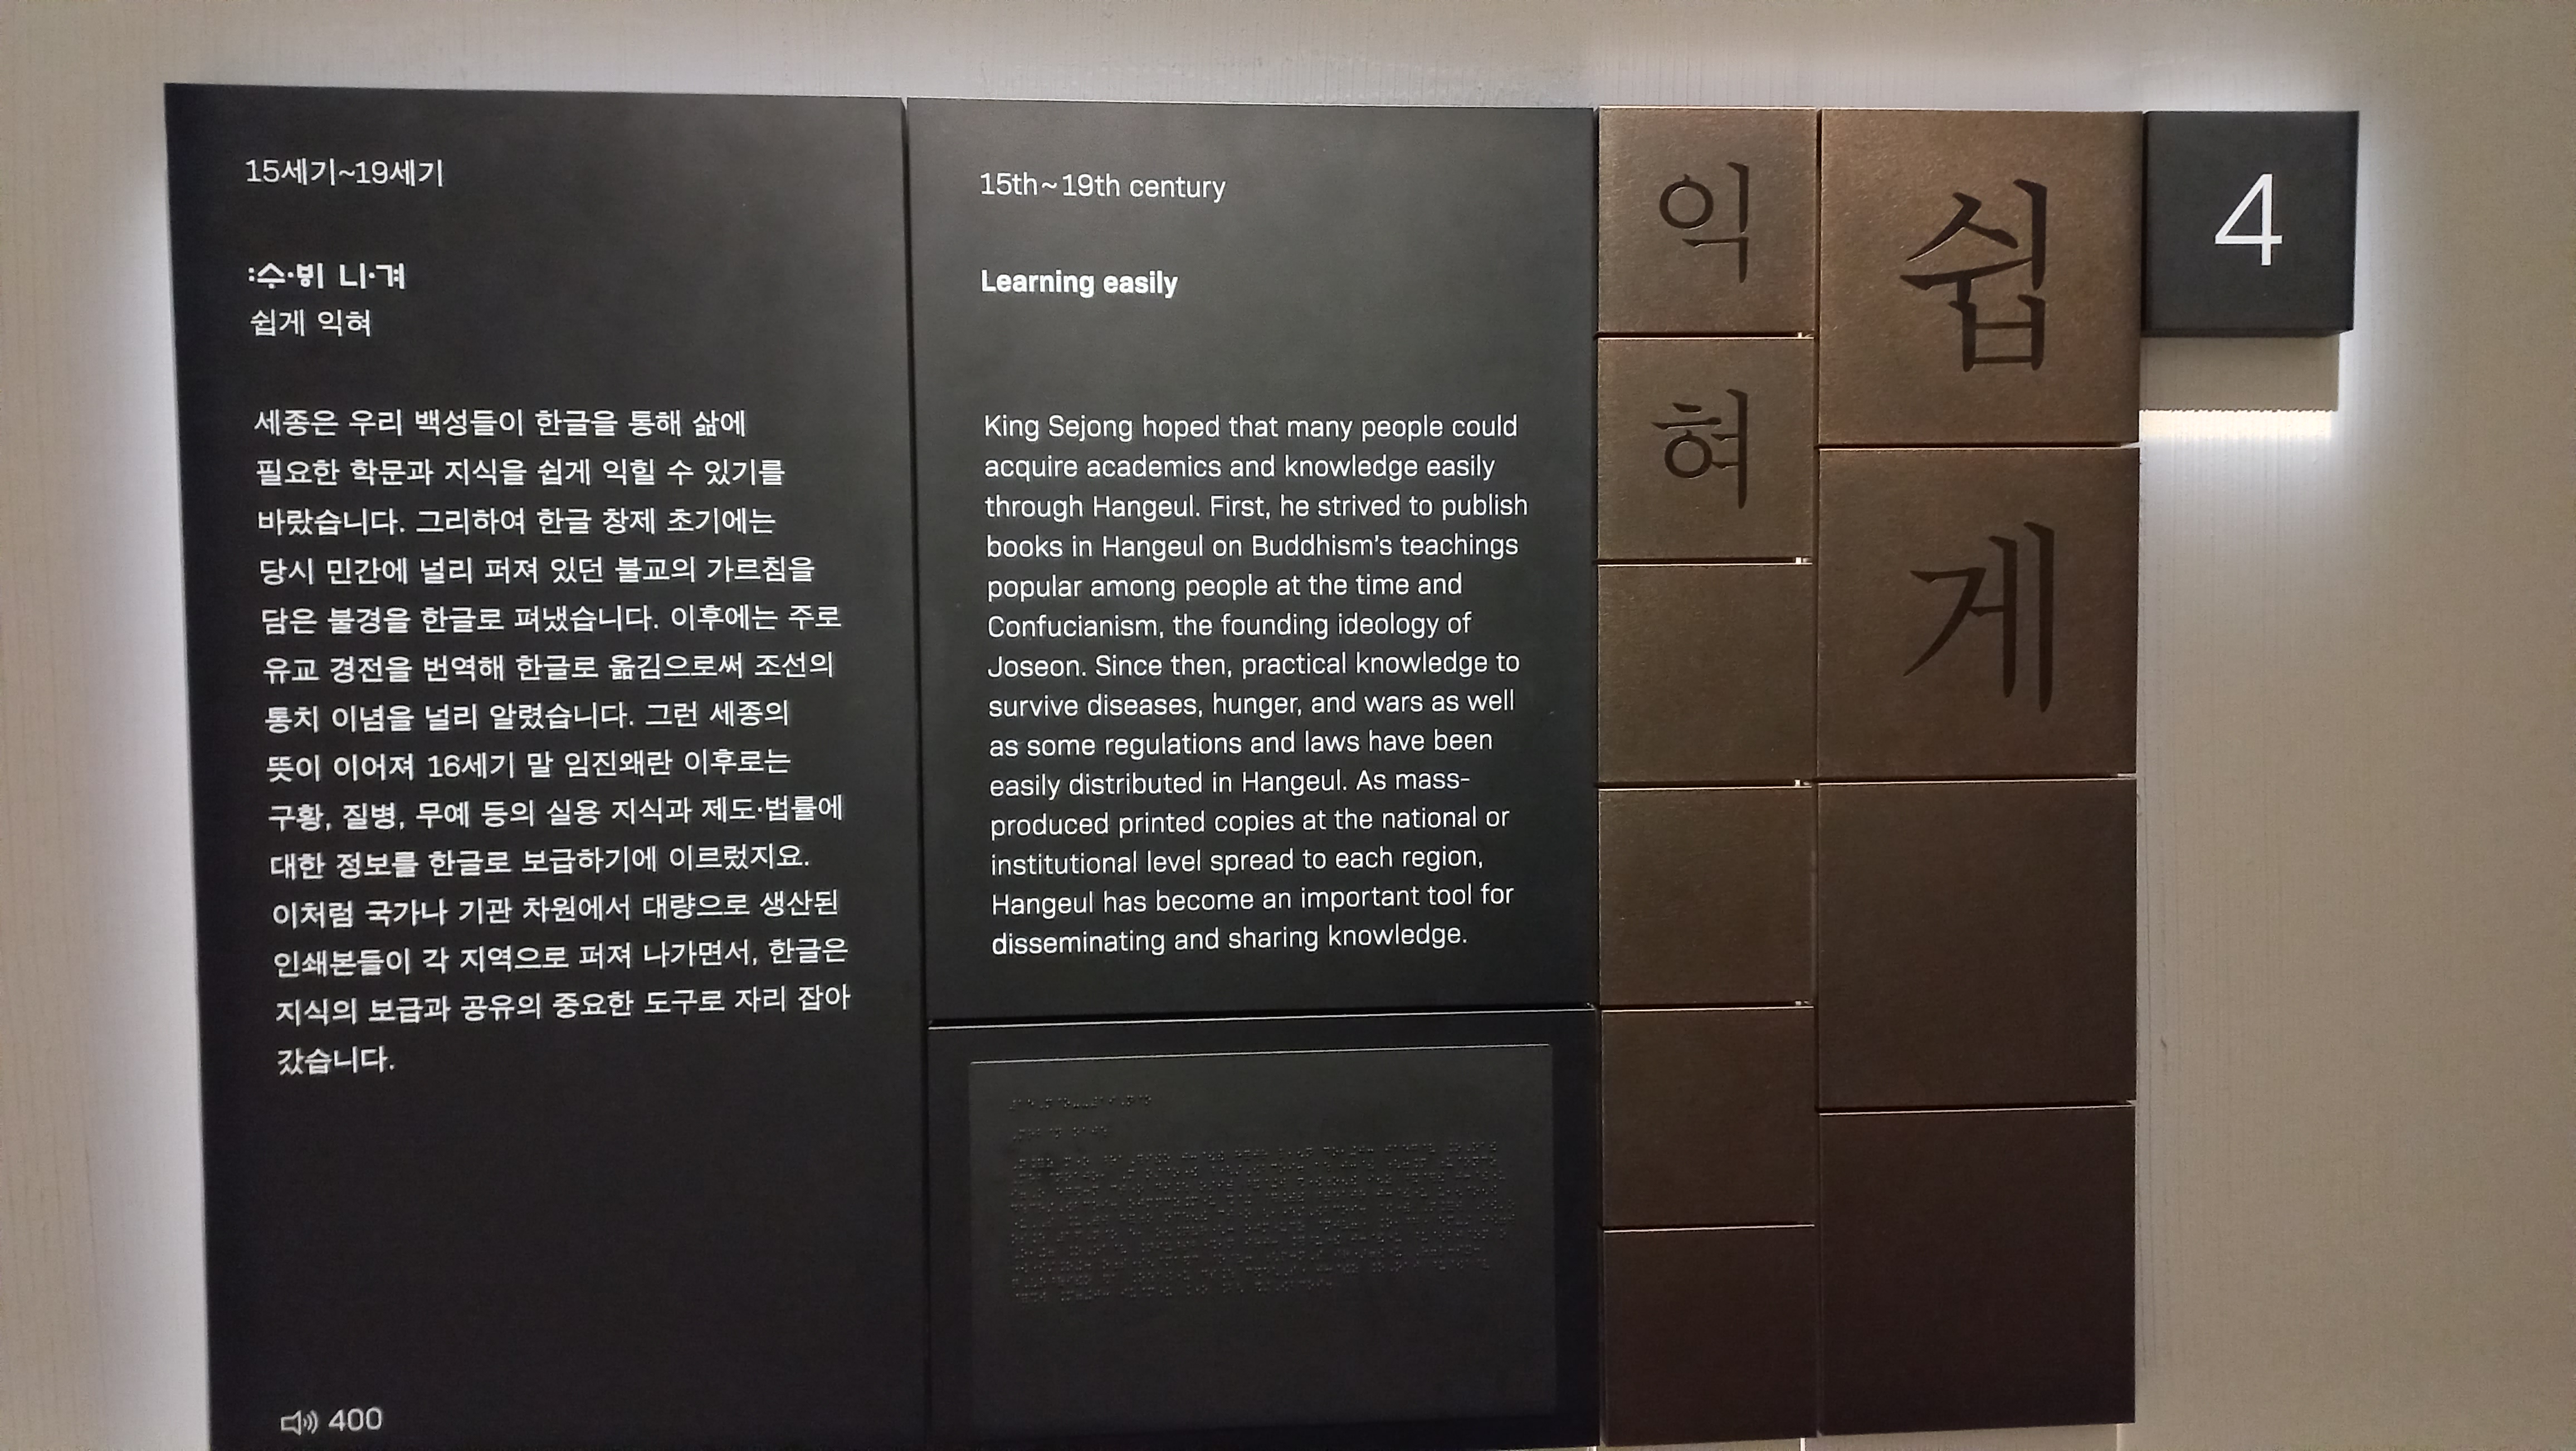 15세기~19세기
:수·ᄫᅵ 니·겨
쉽게 익혀
세종은 우리 백성들이 한글을 통해 삶에
필요한 학문과 지식을 쉽게 익힐 수 있기를
바랐습니다. 그리하여 한글 창제 초기에는
당시 민간에 널리 퍼져 있던 불교의 가르침을
담은 불경을 한글로 펴냈습니다. 이후에는 주로
유교 경전을 번역해 한글로 옮김으로써 조선의
통치 이념을 널리 알렸습니다. 그런 세종의
뜻이 이어져 16세기 말 임진왜란 이후로는
구황, 질병, 무예 등의 실용 지식과 제도·법률에
대한 정보를 한글로 보급하기에 이르렀지요.
이처럼 국가나 기관 차원에서 대량으로 생산된
인쇄본들이 각 지역으로 퍼져 나가면서, 한글은
지식의 보급과 공유의 중요한 도구로 자리 잡아
갔습니다.
400
15th~19th century
Learning easily
King Sejong hoped that many people could
acquire academics and knowledge easily
through Hangeul. First, he strived to publish
books in Hangeul on Buddhism's teachings
popular among people at the time and
Confucianism, the founding ideology of
Joseon. Since then, practical knowledge to
survive diseases, hunger, and wars as well
as some regulations and laws have been
easily distributed in Hangeul. As mass-
produced printed copies at the national or
institutional level spread to each region,
Hangeul has become an important tool for
disseminating and sharing knowledge.
쉽게
익혀
4